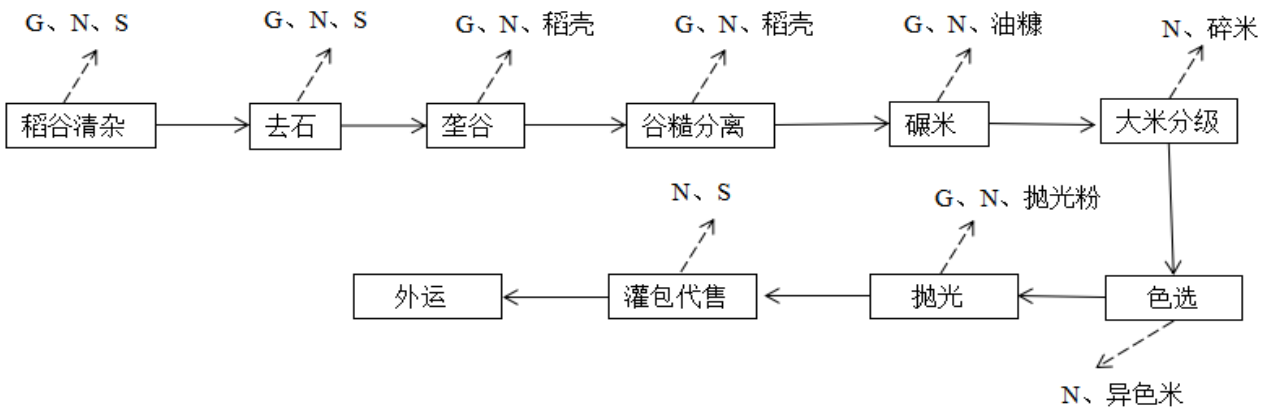 G、N、S
G、N、S
G、N、稻壳
G、N、稻壳
G、N、油糠
N、碎米
稻谷清杂
去石
垄谷
谷糙分离
碾米
大米分级
N、S
G、N、抛光粉
外运
灌包代售
抛光
色选
N、异色米